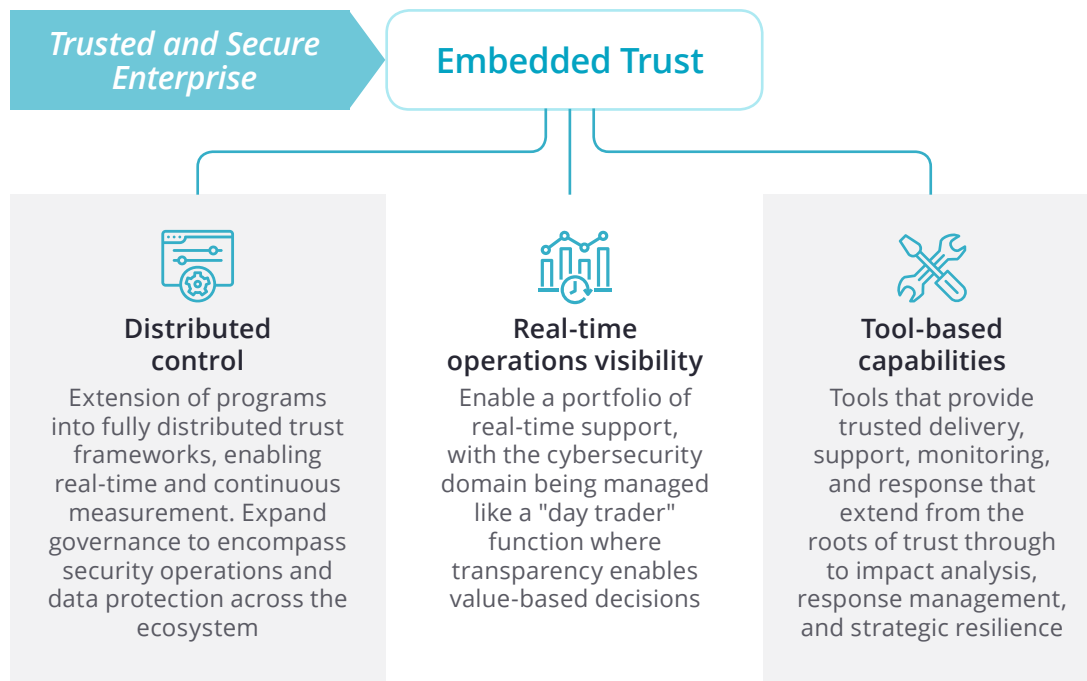 Trusted and Secure
Enterprise
Embedded Trust
Distributed
control
Extension of programs
into fully distributed trust
frameworks, enabling
real-time and continuous
measurement. Expand
governance to encompass
security operations and
data protection across the
ecosystem
Real-time
operations visibility
Enable a portfolio of
real-time support,
with the cybersecurity
domain being managed
like a "day trader"
function where
transparency enables
value-based decisions
Tool-based
capabilities
Tools that provide
trusted delivery,
support, monitoring,
and response that
extend from the
roots of trust through
to impact analysis,
response management,
and strategic resilience